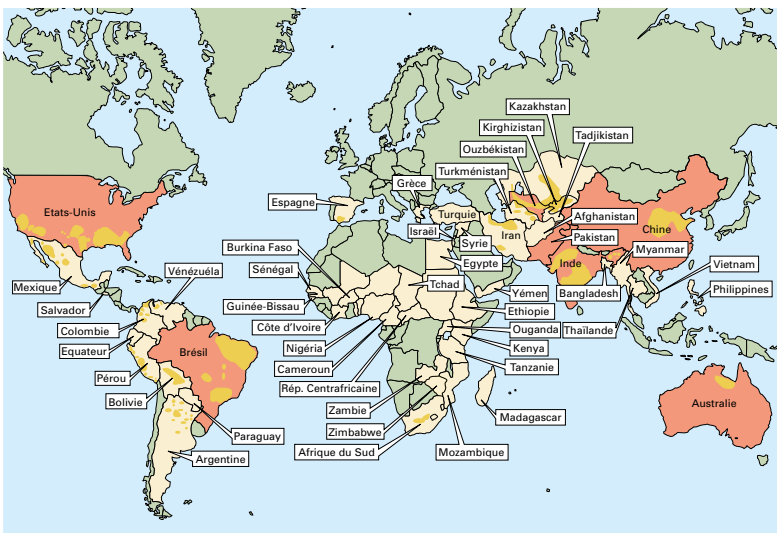 Kazakhstan
Kirghizistan
Tadjikistan
Ouzbékistan
Turkménistan
Grèce
Espagne
Etats-Unis
Turquie
Afghanistan
Chine
Israël
Iran
Pakistan
Burkina Faso
Syrie
Myanmar
Sénégal
Egypte
Inde
Vietnam
Vénézuéla
Tchad
Mexique
Yémen
Bangladesh
Philippines
Guinée-Bissau
Salvador
Ethiopie
Côte d'Ivoire
Colombie
Ouganda
Thaïlande
Equateur
Nigéria
Kenya
Brésil
Cameroun
Tanzanie
Pérou
Rép. Centrafricaine
Bolivie
Zambie
Madagascar
Australie
Zimbabwe
Paraguay
Afrique du Sud
Mozambique
Argentine